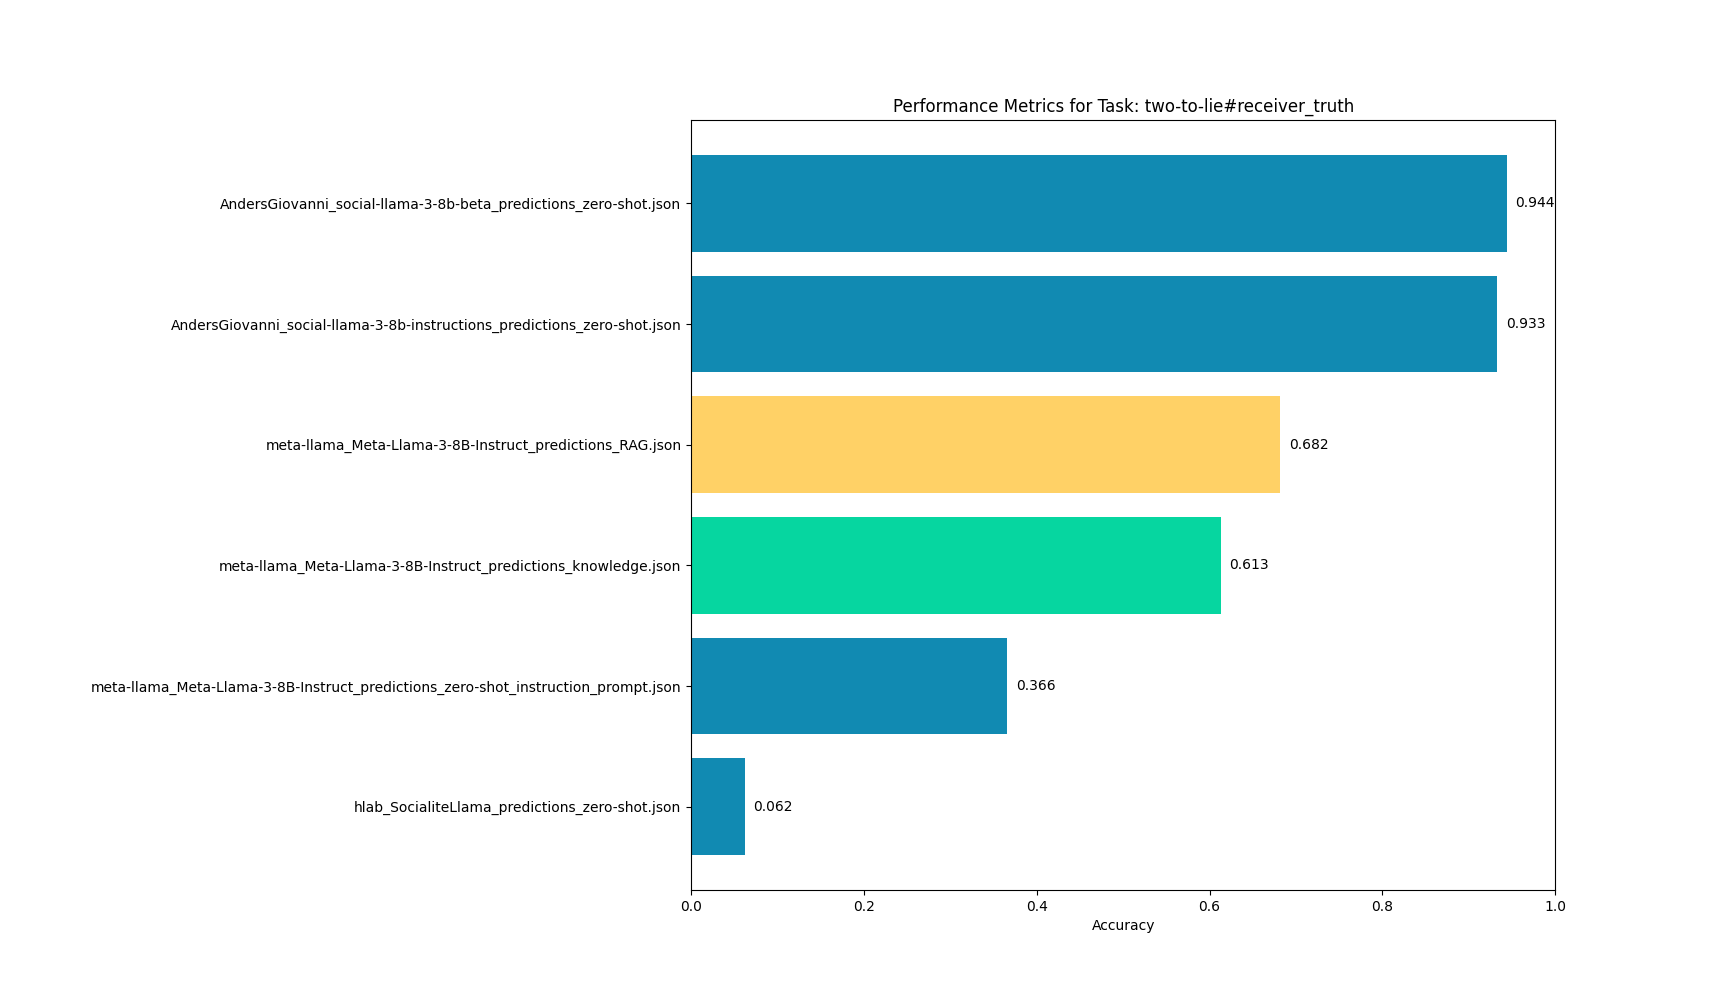 Performance Metrics for Task: two-to-lie#receiver_truth
AndersGiovanni_social-llama-3-8b-beta_predictions_zero-shot.json
0.944
AndersGiovanni_social-llama-3-8b-instructions_predictions_zero-shot.json
0.933
meta-llama_Meta-Llama-3-8B-Instruct_predictions_RAG.json
0.682
meta-llama_Meta-Llama-3-8B-Instruct_predictions_knowledge.json
0.613
meta-llama_Meta-Llama-3-8B-Instruct_predictions_zero-shot_instruction_prompt.json
0.366
hlab_SocialiteLlama_predictions_zero-shot.json
0.062
0.0 0.2 0.4 0.6 0.8 1.0
Accuracy